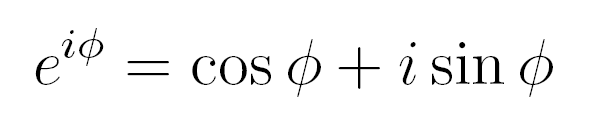 e^{iϕ} = cos ϕ + i sin ϕ